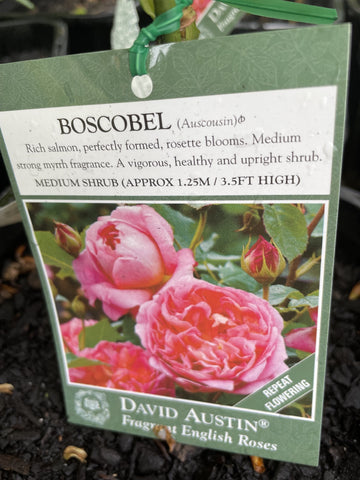 BOSCOBEL (Auscousin)Φ
Rich salmon, perfectly formed, rosette blooms. Medium
strong myrrh fragrance. A vigorous, healthy and upright shrub.
MEDIUM SHRUB (APPROX 1.25M / 3.5FT HIGH)
REPEAT
FLOWERING
DAVID AUSTIN®
Fragrant English Roses